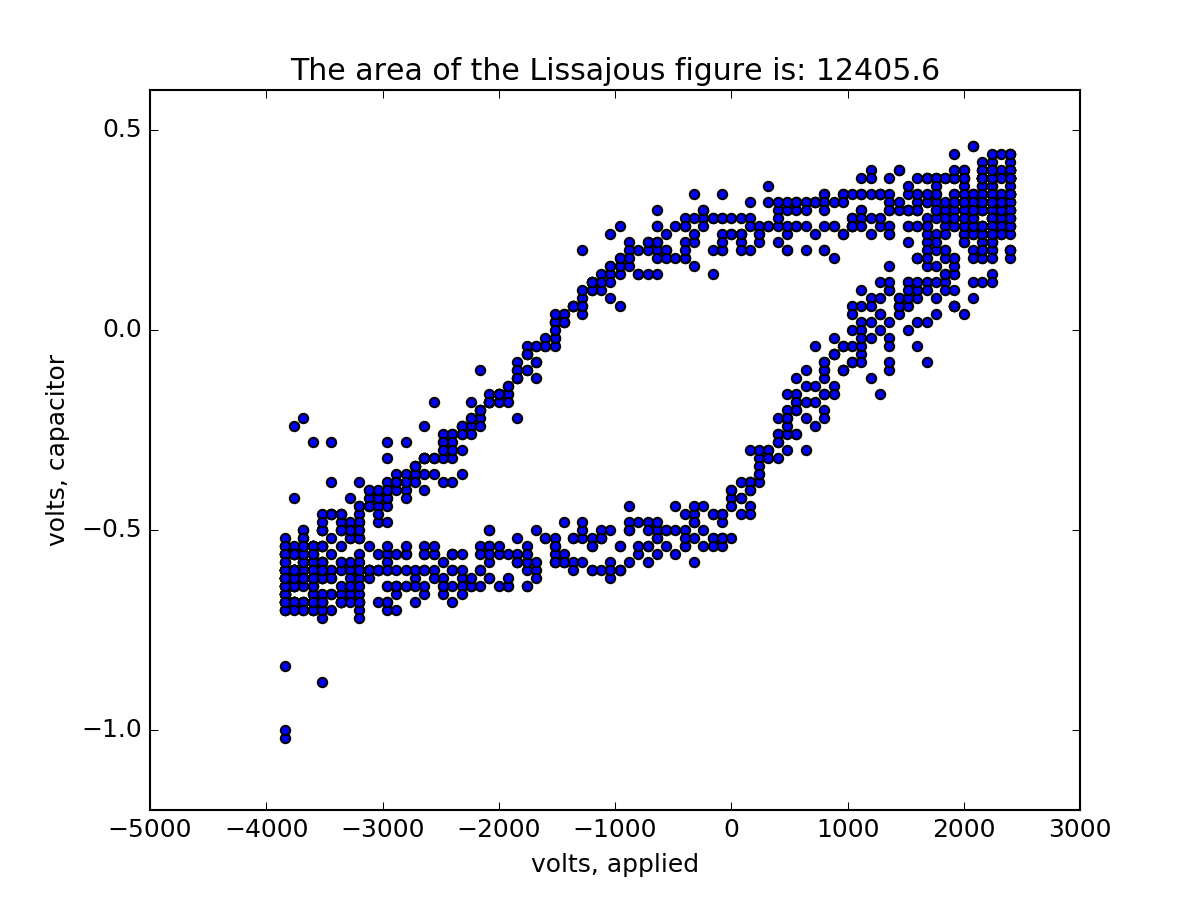 The area of the Lissajous figure is: 12405.6
0.5
0.0
−0.5
−1.0
volts, capacitor
−5000 −4000 −3000 −2000 −1000 0 1000 2000 3000
volts, applied